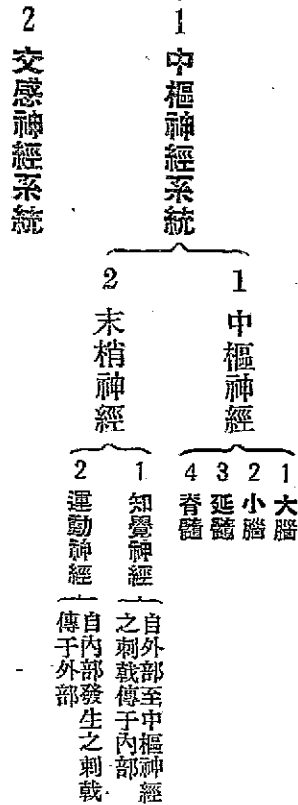 1 中樞神經系統
1 中樞神經
1 大腦
2 小腦
3 延髓
4 脊髓
2 末梢神經
1 知覺神經
自外部至中樞神經
之刺戟傳于內部
2 運動神經
自內部發生之刺戟
傳于外部
2 交感神經系統